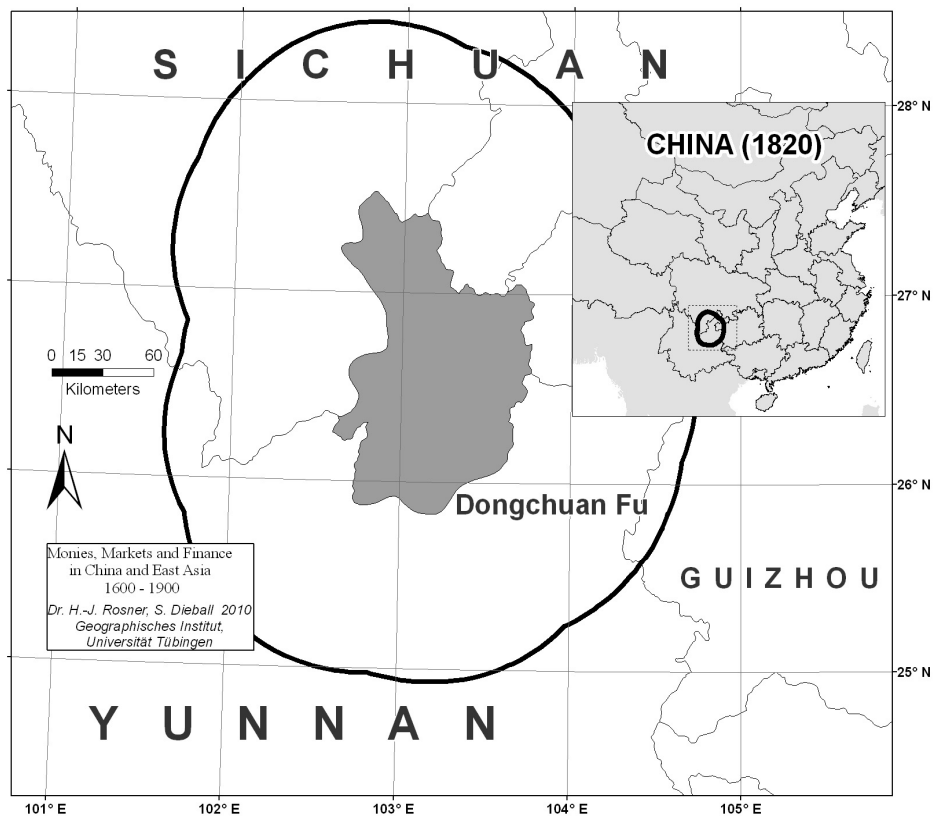 S I C H U A N
28° N
CHINA (1820)
27° N
0 15 30 60
Kilometers
N
26° N
Dongchuan Fu
Monies, Markets and Finance
in China and East Asia
1600 - 1900
Dr. H.-J. Rosner, S. Dieball 2010
Geographisches Institut,
Universität Tübingen
G U I Z H O U
25° N
Y U N N A N
101° E 102° E 103° E 104° E 105° E